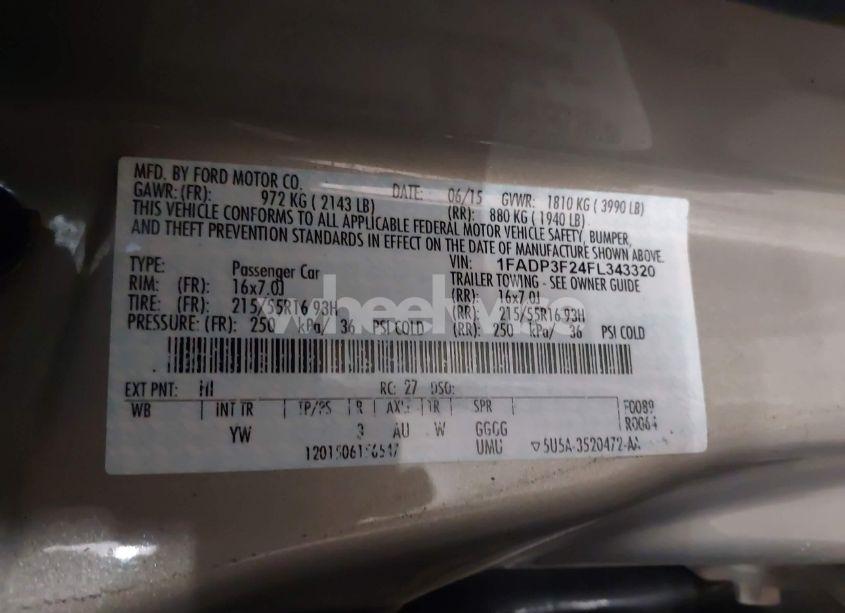 MFD. BY FORD MOTOR CO. DATE: 06/15 GVWR: 1810 KG ( 3990 LB)
GAWR: (FR): 972 KG ( 2143 LB) (RR): 880 KG ( 1940 LB)
THIS VEHICLE CONFORMS TO ALL APPLICABLE FEDERAL MOTOR VEHICLE SAFETY, BUMPER,
AND THEFT PREVENTION STANDARDS IN EFFECT ON THE DATE OF MANUFACTURE SHOWN ABOVE.
VIN: 1FADP3F24FL343320
TYPE: Passenger Car TRAILER TOWING - SEE OWNER GUIDE
RIM: (FR): 16x7.0J (RR): 16x7.0J
TIRE: (FR): 215/55R16 93H (RR): 215/55R16 93H
PRESSURE: (FR): 250 kPa/ 36 PSI COLD (RR): 250 kPa/ 36 PSI COLD
EXT PNT: RC: 27 DSO:
WB INT TR TP/PS R AXLE TR SPR F0089
R0064
YW 3 AU W GGGG
UMU 5U5A-3520472-AA